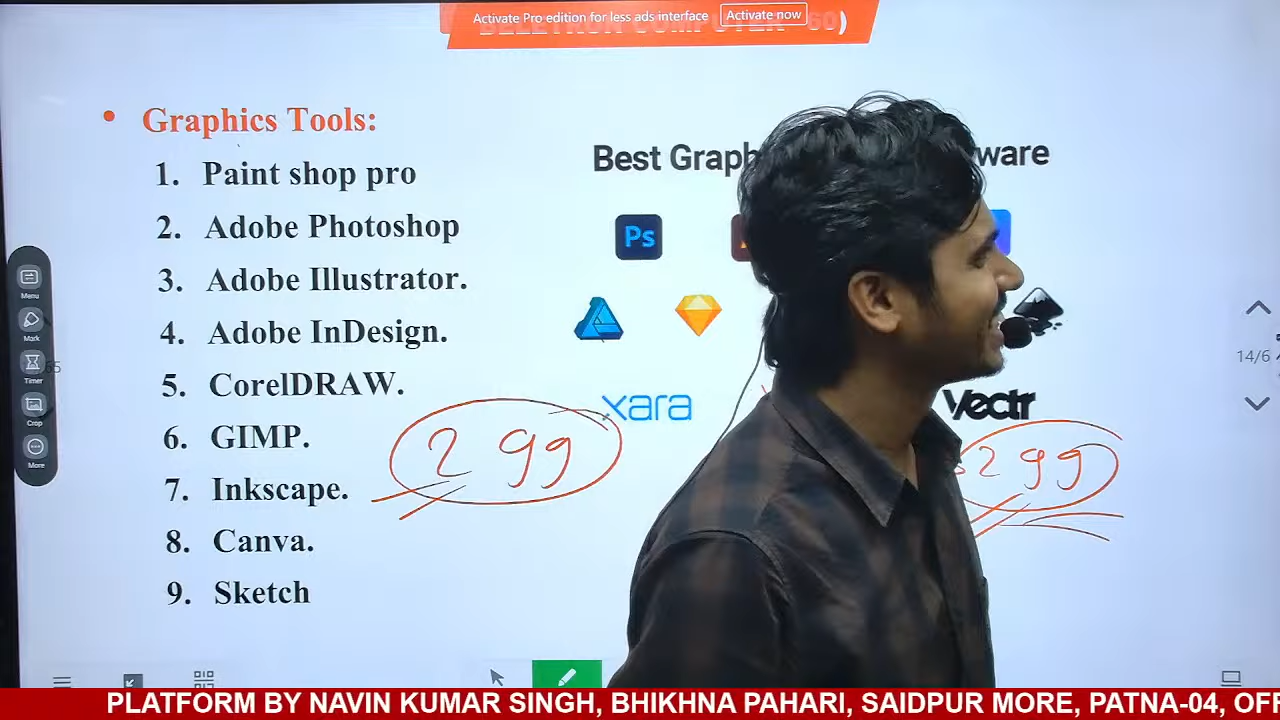 Activate Pro edition for less ads interface Activate now
Graphics Tools:
1. Paint shop pro
2. Adobe Photoshop
3. Adobe Illustrator.
4. Adobe InDesign.
5. CorelDRAW.
6. GIMP.
7. Inkscape.
8. Canva.
9. Sketch
Best Graph ware
Ps
xara
Vectr
299
299
Menu
Mark
Timer
65
Crop
More
14/6
PLATFORM BY NAVIN KUMAR SINGH, BHIKHNA PAHARI, SAIDPUR MORE, PATNA-04, OFF